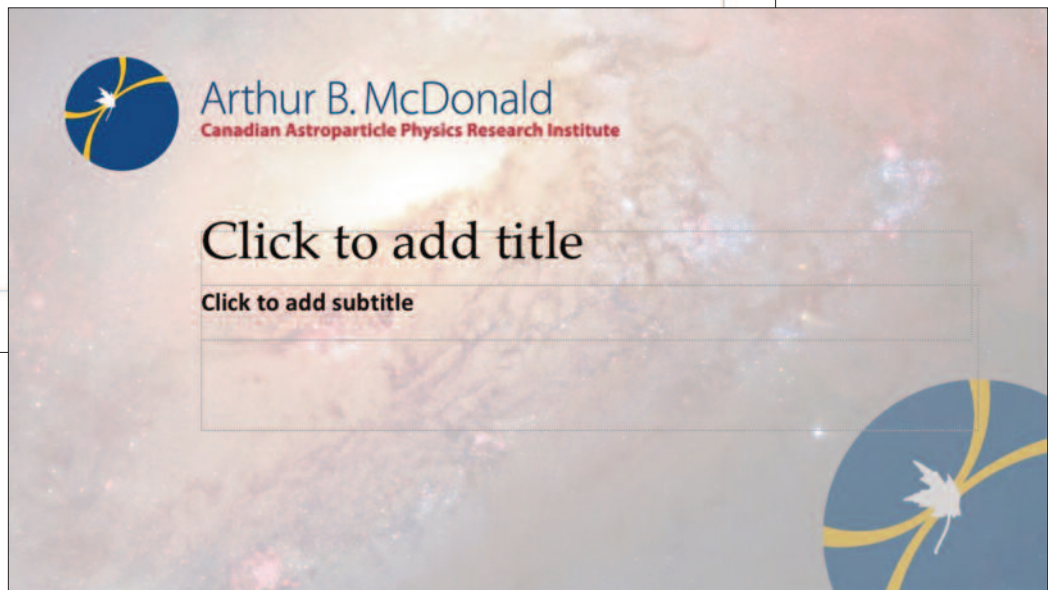 Arthur B. McDonald
Canadian Astroparticle Physics Research Institute
Click to add title
Click to add subtitle